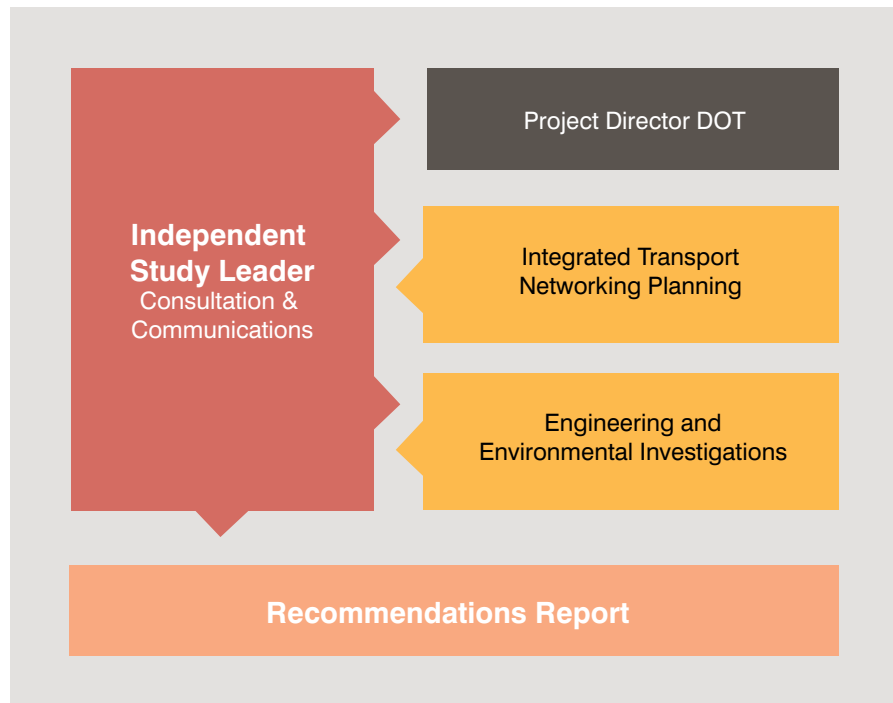 Independent
Study Leader
Consultation &
Communications
Project Director DOT
Integrated Transport
Networking Planning
Engineering and
Environmental Investigations
Recommendations Report